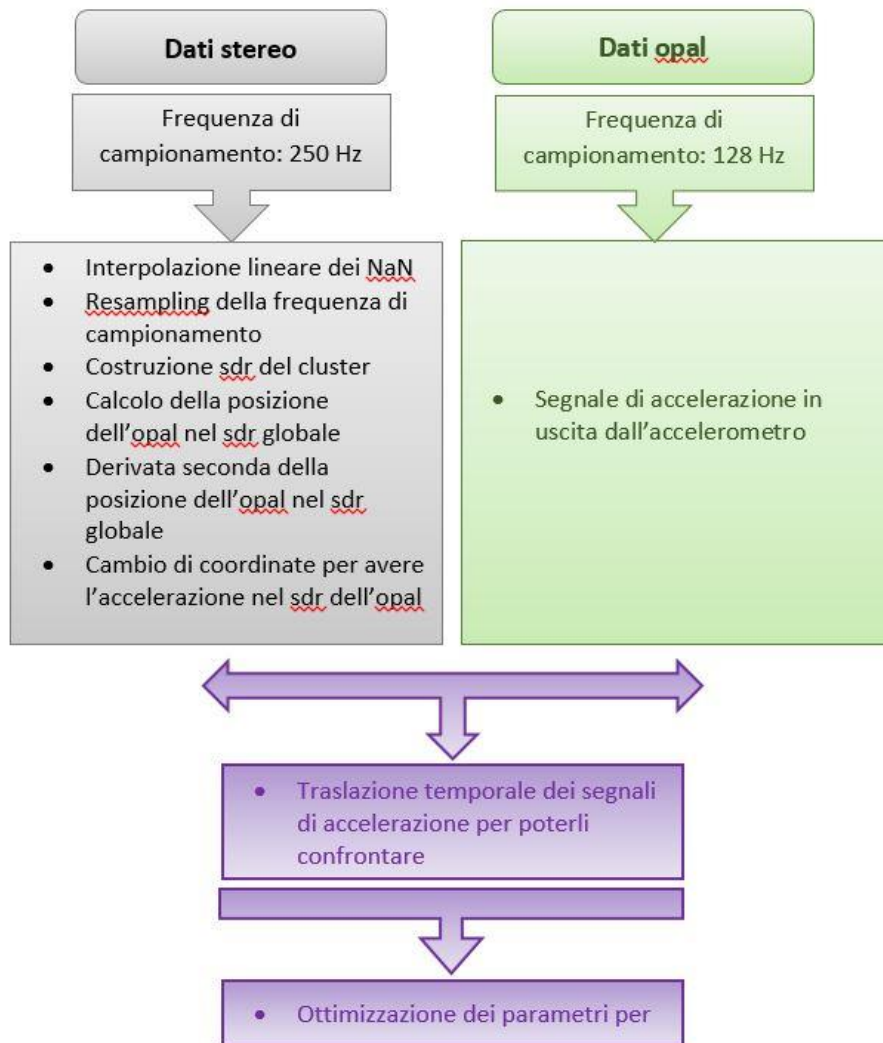 Dati stereo
Frequenza di
campionamento: 250 Hz
• Interpolazione lineare dei NaN
• Resampling della frequenza di
campionamento
• Costruzione sdr del cluster
• Calcolo della posizione
dell'opal nel sdr globale
• Derivata seconda della
posizione dell'opal nel sdr
globale
• Cambio di coordinate per avere
l'accelerazione nel sdr dell'opal
Dati opal
Frequenza di
campionamento: 128 Hz
• Segnale di accelerazione in
uscita dall'accelerometro
• Traslazione temporale dei segnali
di accelerazione per poterli
confrontare
• Ottimizzazione dei parametri per